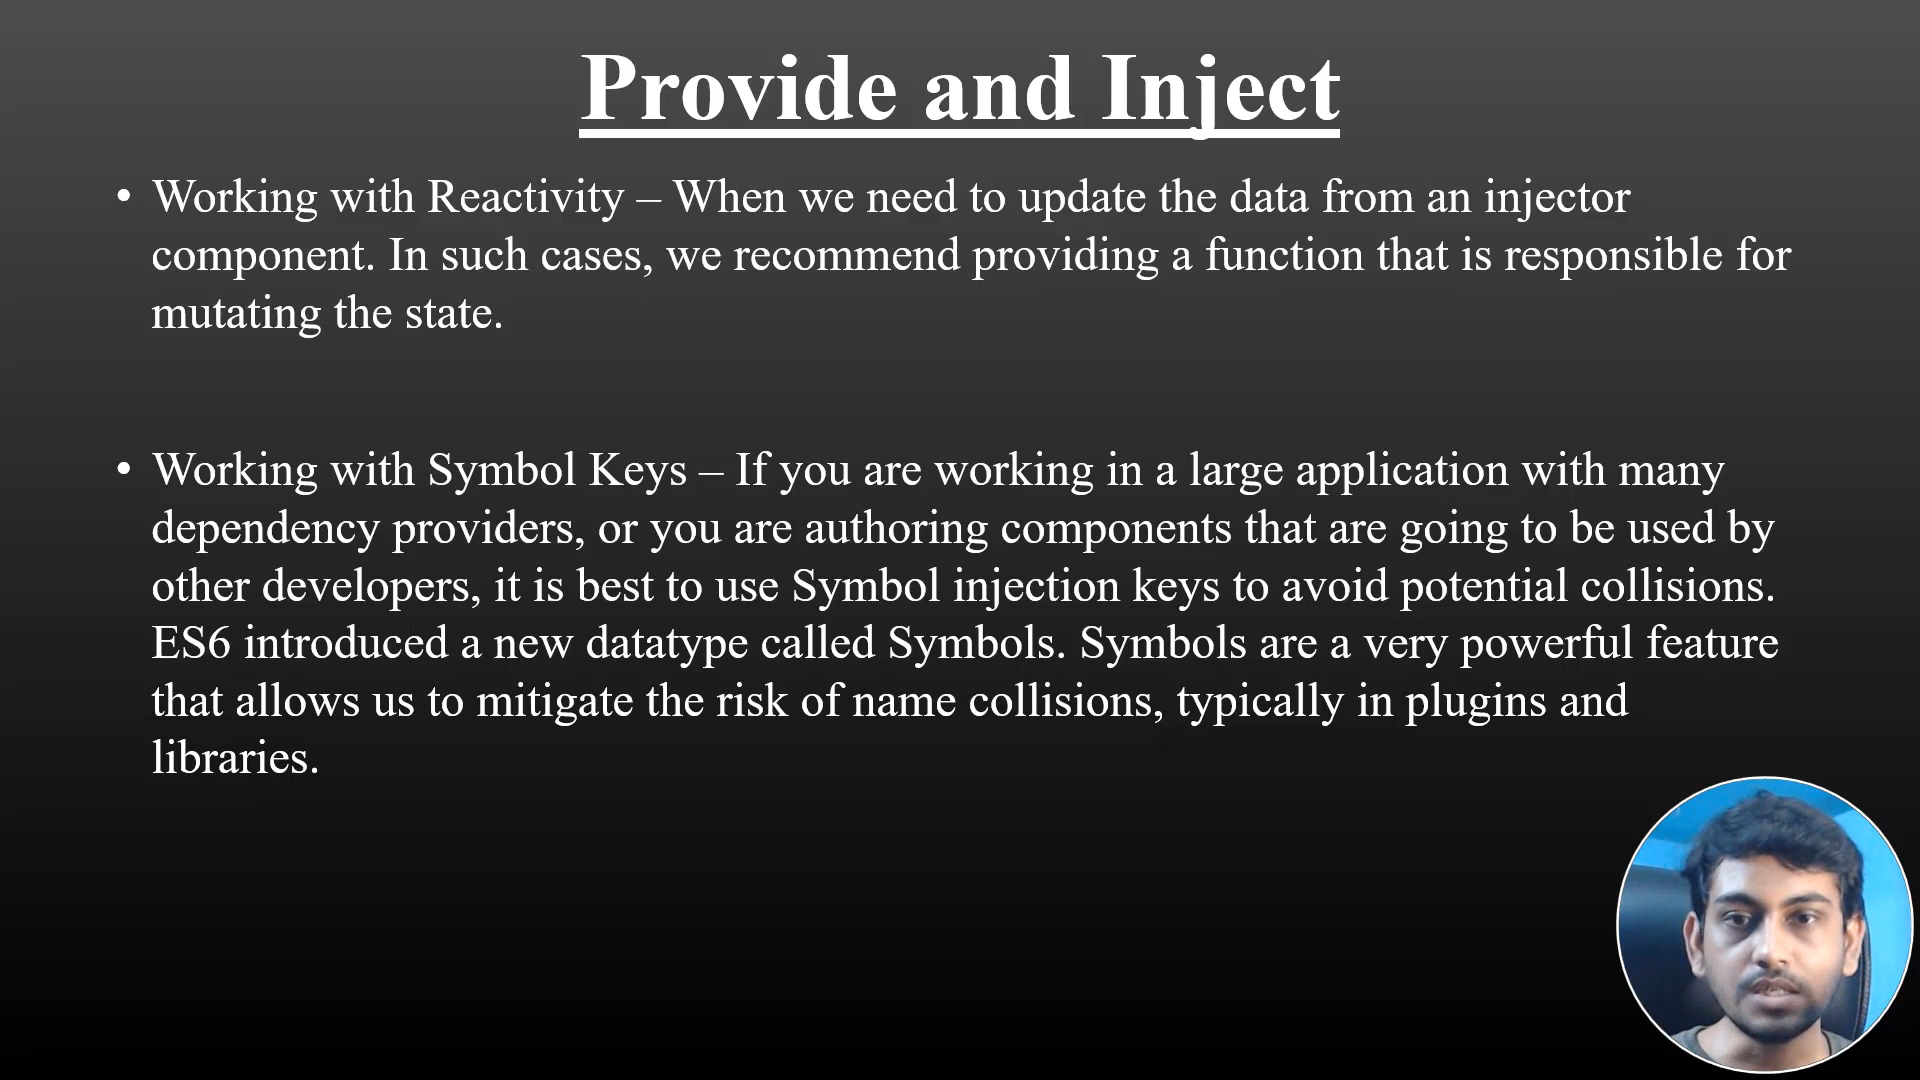 Provide and Inject
• Working with Reactivity – When we need to update the data from an injector
component. In such cases, we recommend providing a function that is responsible for
mutating the state.
• Working with Symbol Keys – If you are working in a large application with many
dependency providers, or you are authoring components that are going to be used by
other developers, it is best to use Symbol injection keys to avoid potential collisions.
ES6 introduced a new datatype called Symbols. Symbols are a very powerful feature
that allows us to mitigate the risk of name collisions, typically in plugins and
libraries.